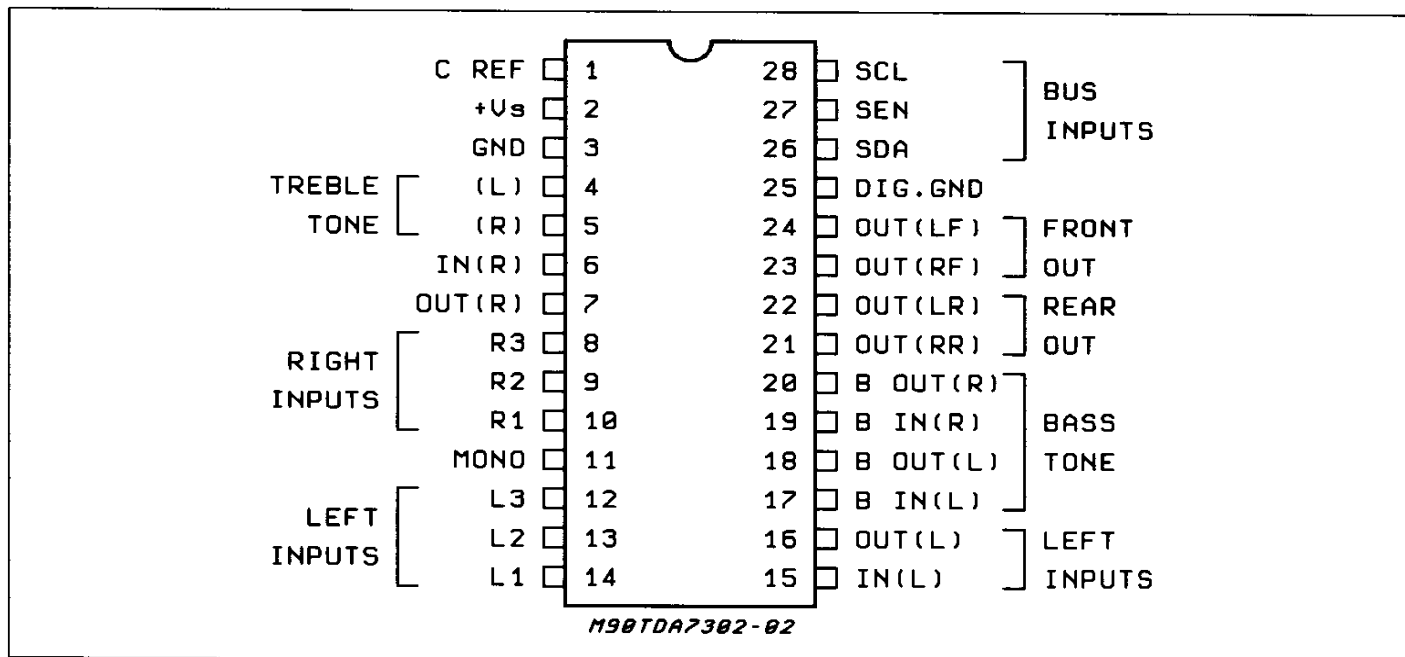 C REF 1 28 SCL
+Vs 2 27 SEN
BUS
INPUTS
GND 3 26 SDA
TREBLE
TONE
(L) 4 25 DIG.GND
(R) 5 24 OUT(LF)
FRONT
OUT
IN(R) 6 23 OUT(RF)
OUT(R) 7 22 OUT(LR)
REAR
OUT
RIGHT
INPUTS
R3 8 21 OUT(RR)
R2 9 20 B OUT(R)
R1 10 19 B IN(R)
BASS
TONE
MONO 11 18 B OUT(L)
LEFT
INPUTS
L3 12 17 B IN(L)
L2 13 16 OUT(L)
LEFT
INPUTS
L1 14 15 IN(L)
M90TDA7302-02